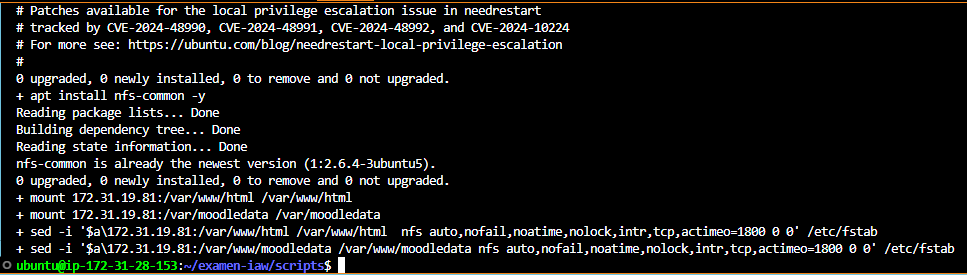 # Patches available for the local privilege escalation issue in needrestart
# tracked by CVE-2024-48990, CVE-2024-48991, CVE-2024-48992, and CVE-2024-10224
# For more see: https://ubuntu.com/blog/needrestart-local-privilege-escalation
#
0 upgraded, 0 newly installed, 0 to remove and 0 not upgraded.
+ apt install nfs-common -y
Reading package lists... Done
Building dependency tree... Done
Reading state information... Done
nfs-common is already the newest version (1:2.6.4-3ubuntu5).
0 upgraded, 0 newly installed, 0 to remove and 0 not upgraded.
+ mount 172.31.19.81:/var/www/html /var/www/html
+ mount 172.31.19.81:/var/moodledata /var/moodledata
+ sed -i '$a\172.31.19.81:/var/www/html /var/www/html  nfs auto,nofail,noatime,nolock,intr,tcp,actimeo=1800 0 0' /etc/fstab
+ sed -i '$a\172.31.19.81:/var/www/moodledata /var/www/moodledata nfs auto,nofail,noatime,nolock,intr,tcp,actimeo=1800 0 0' /etc/fstab
ubuntu@ip-172-31-28-153:~/examen-iaw/scripts$